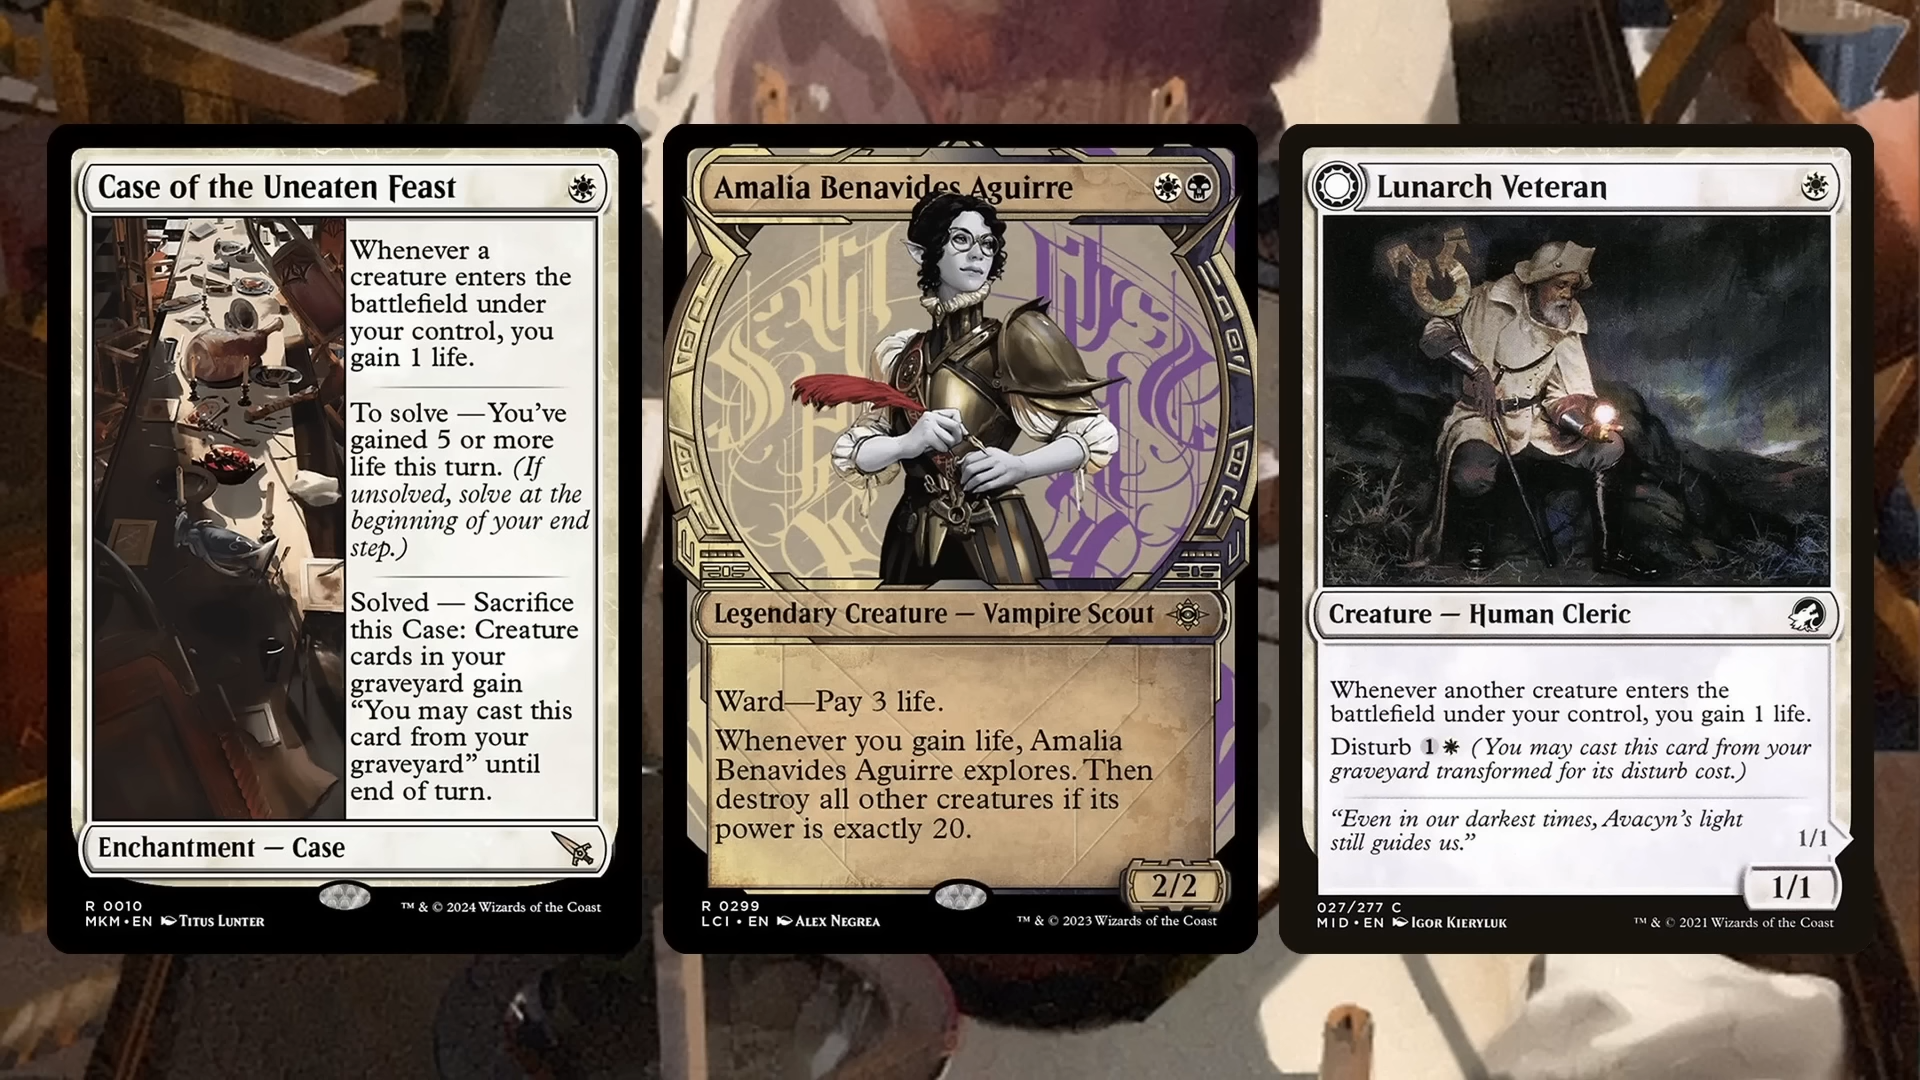 Case of the Uneaten Feast
Whenever a
creature enters the
battlefield under
your control, you
gain 1 life.
To solve —You've
gained 5 or more
life this turn. (If
unsolved, solve at the
beginning of your end
step.)
Solved — Sacrifice
this Case: Creature
cards in your
graveyard gain
“You may cast this
card from your
graveyard” until
end of turn.
Enchantment — Case
R 0010
MKM • EN Titus Lunter
™ & © 2024 Wizards of the Coast
Amalia Benavides Aguirre
Legendary Creature — Vampire Scout
Ward—Pay 3 life.
Whenever you gain life, Amalia
Benavides Aguirre explores. Then
destroy all other creatures if its
power is exactly 20.
2/2
R 0299
LCI • EN Alex Negrea
™ & © 2023 Wizards of the Coast
Lunarch Veteran
Creature — Human Cleric
Whenever another creature enters the
battlefield under your control, you gain 1 life.
Disturb 1 (You may cast this card from your
graveyard transformed for its disturb cost.)
“Even in our darkest times, Avacyn's light
still guides us.”
1/1
1/1
027/277 C
MID • EN Igor Kieryluk
™ & © 2021 Wizards of the Coast